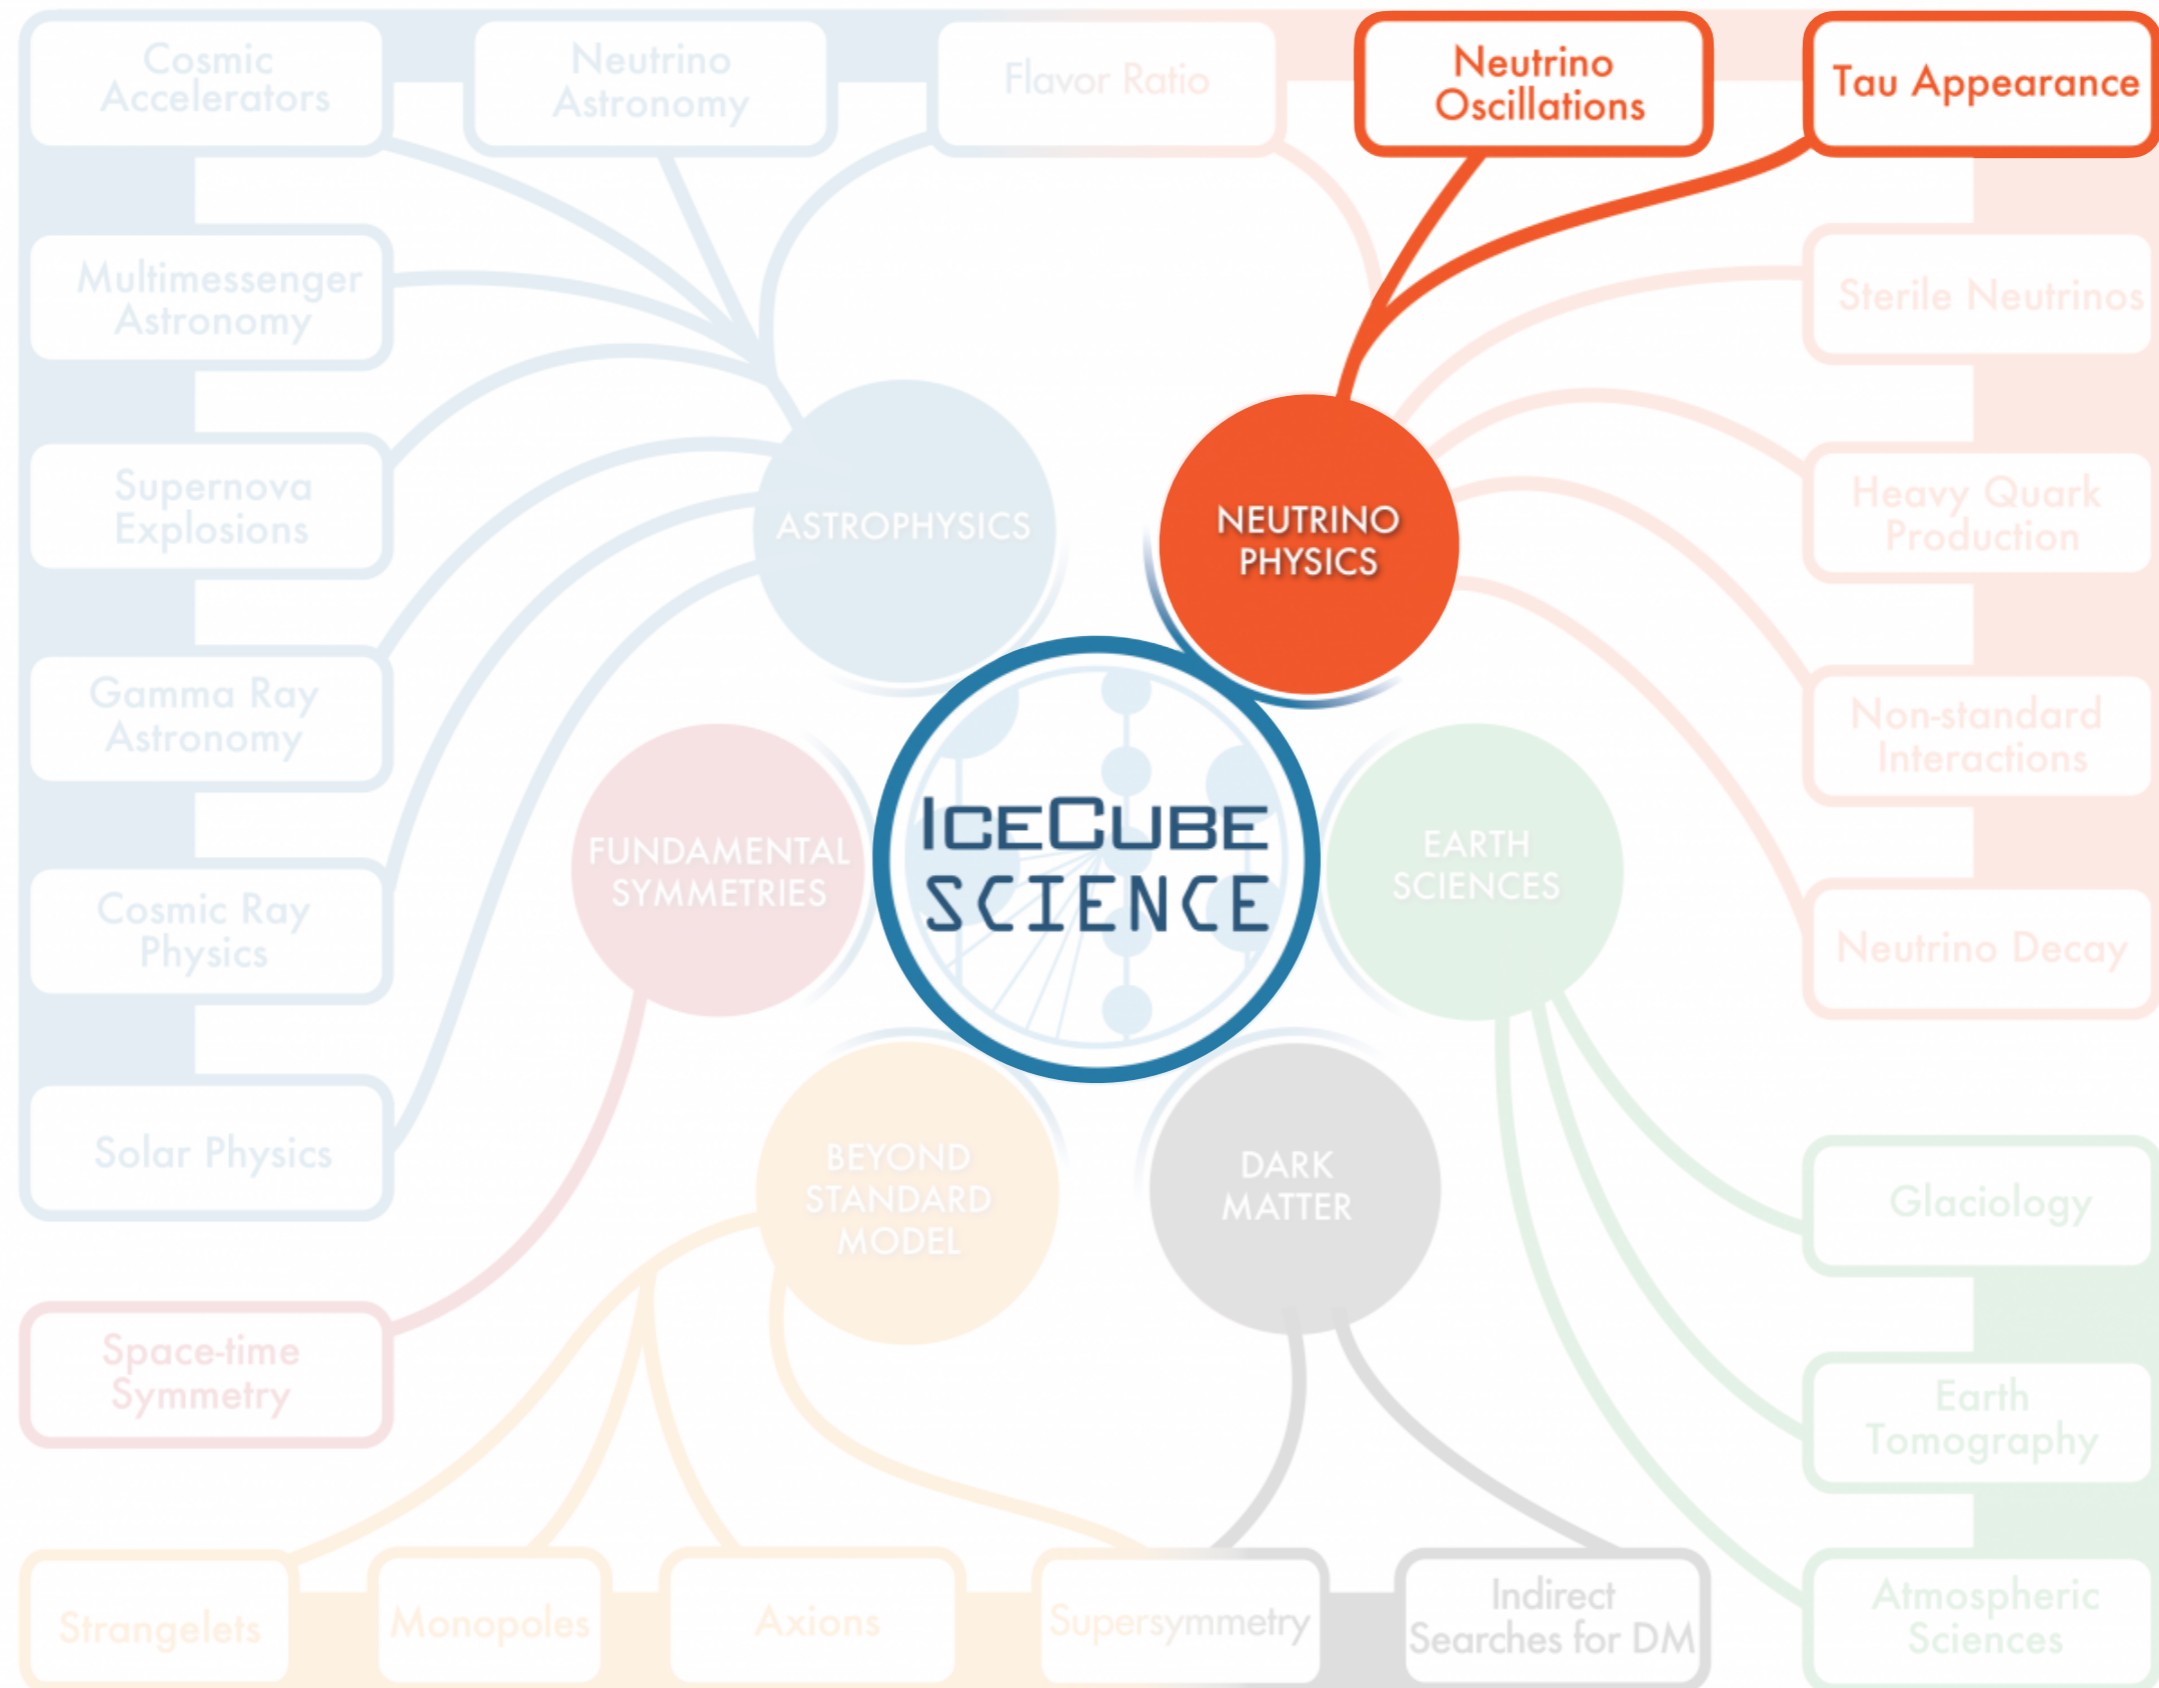 Cosmic
Accelerators
Neutrino
Astronomy
Flavor Ratio
Neutrino
Oscillations
Tau Appearance
Multimessenger
Astronomy
Sterile Neutrinos
Supernova
Explosions
ASTROPHYSICS
NEUTRINO
PHYSICS
Heavy Quark
Production
Gamma Ray
Astronomy
Non-standard
Interactions
FUNDAMENTAL
SYMMETRIES
ICECUBE
SCIENCE
EARTH
SCIENCES
Cosmic Ray
Physics
Neutrino Decay
Solar Physics
BEYOND
STANDARD
MODEL
DARK
MATTER
Glaciology
Space-time
Symmetry
Earth
Tomography
Strangelets
Monopoles
Axions
Supersymmetry
Indirect
Searches for DM
Atmospheric
Sciences